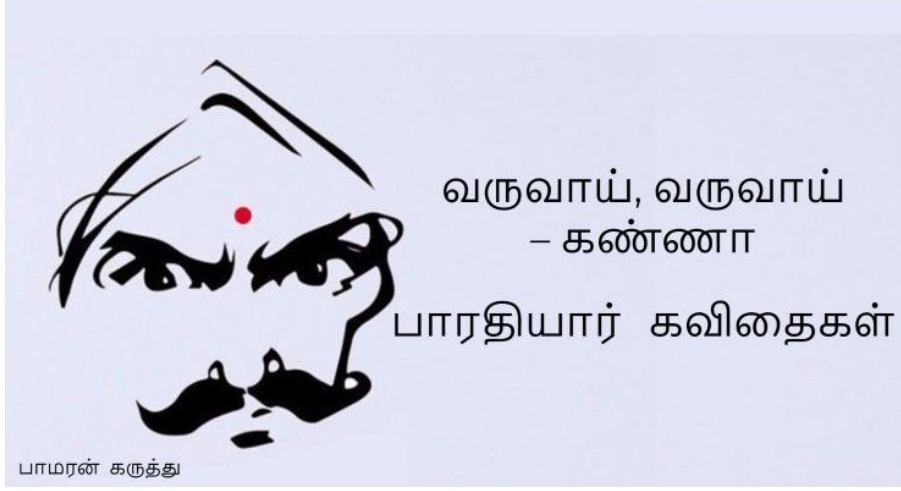 வருவாய், வருவாய்
– கண்ணா
பாரதியார் கவிதைகள்
பாமரன் கருத்து